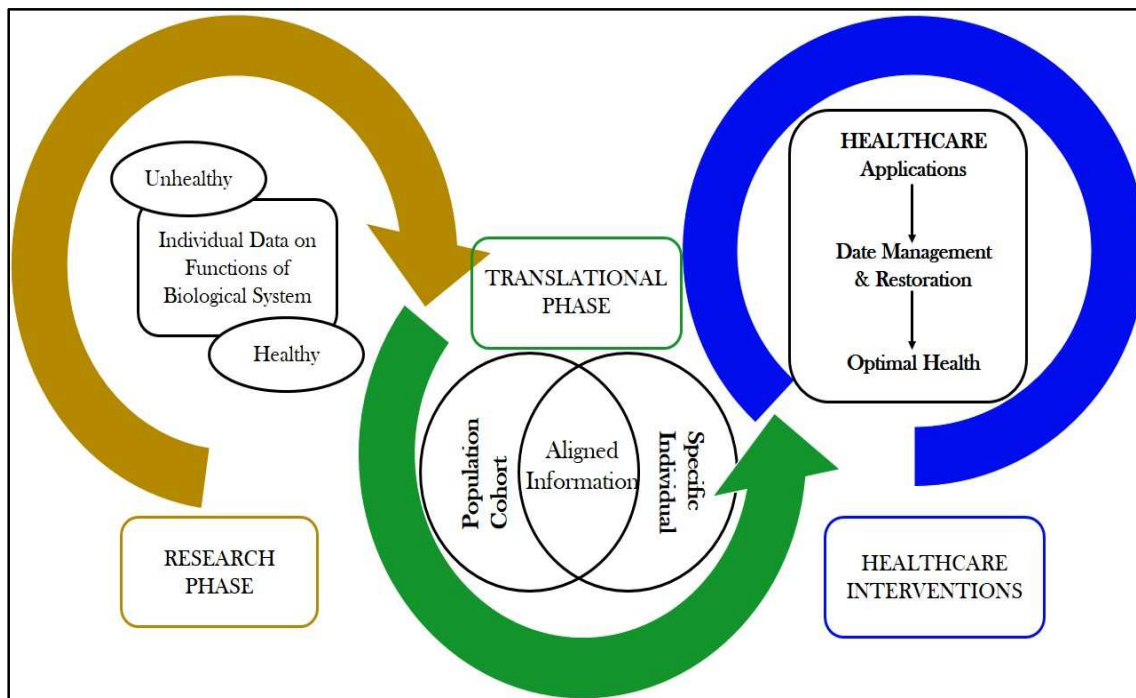 Unhealthy
Individual Data on
Functions of
Biological System
Healthy
RESEARCH
PHASE
TRANSLATIONAL
PHASE
Population
Cohort
Aligned
Information
Specific
Individual
HEALTHCARE
Applications
Date Management
& Restoration
Optimal Health
HEALTHCARE
INTERVENTIONS